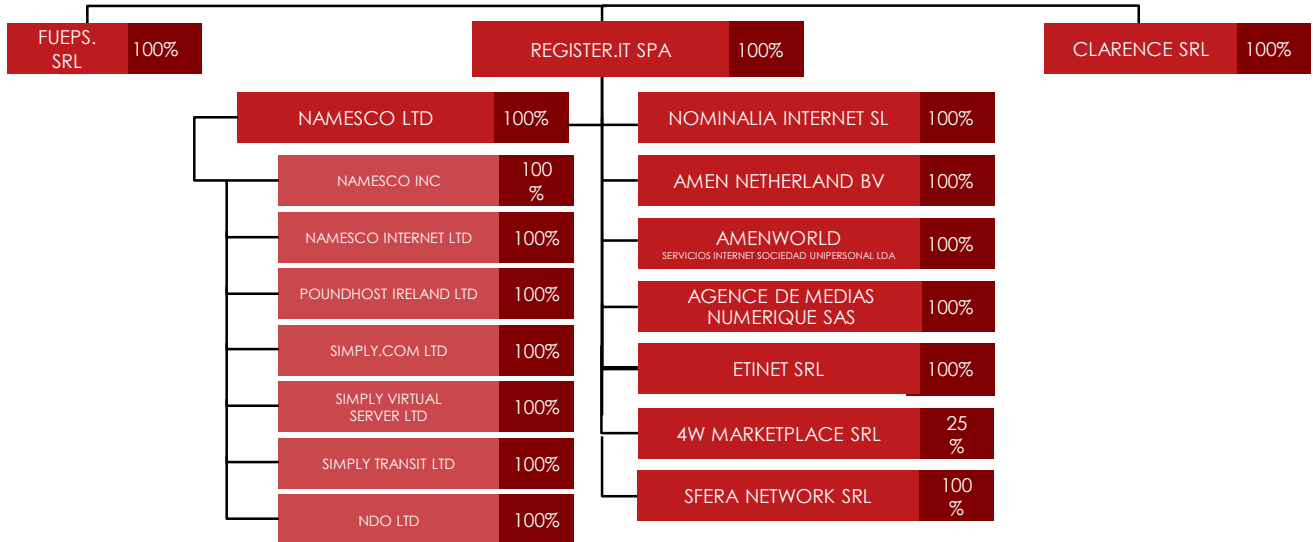 FUEPS.
SRL
100%
REGISTER.IT SPA
100%
CLARENCE SRL
100%
NAMESCO LTD
100%
NAMESCO INC
100
%
NAMESCO INTERNET LTD
100%
POUNDHOST IRELAND LTD
100%
SIMPLY.COM LTD
100%
SIMPLY VIRTUAL
SERVER LTD
100%
SIMPLY TRANSIT LTD
100%
NDO LTD
100%
NOMINALIA INTERNET SL
100%
AMEN NETHERLAND BV
100%
AMENWORLD
SERVICIOS INTERNET SOCIEDAD UNIPERSONAL LDA
100%
AGENCE DE MEDIAS
NUMERIQUE SAS
100%
ETINET SRL
100%
4W MARKETPLACE SRL
25
%
SFERA NETWORK SRL
100
%